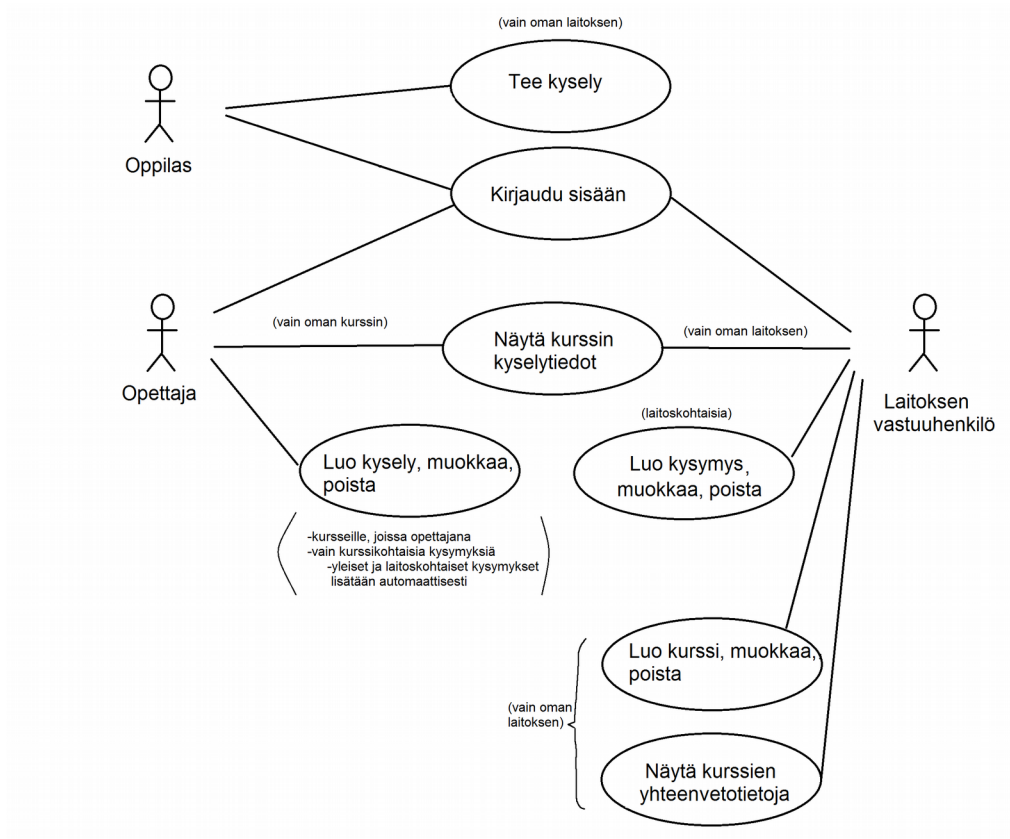 (vain oman laitoksen)
Tee kysely
Oppilas
Kirjaudu sisään
(vain oman kurssin)
Näytä kurssin
kyselytiedot
(vain oman laitoksen)
Opettaja
Laitoksen
vastuuhenkilö
(laitoskohtaisia)
Luo kysely, muokkaa,
poista
Luo kysymys,
muokkaa, poista
-kursseille, joissa opettajana
-vain kurssikohtaisia kysymyksiä
-yleiset ja laitoskohtaiset kysymykset
lisätään automaattisesti
Luo kurssi, muokkaa,
poista
(vain oman
laitoksen)
Näytä kurssien
yhteenvetotietoja